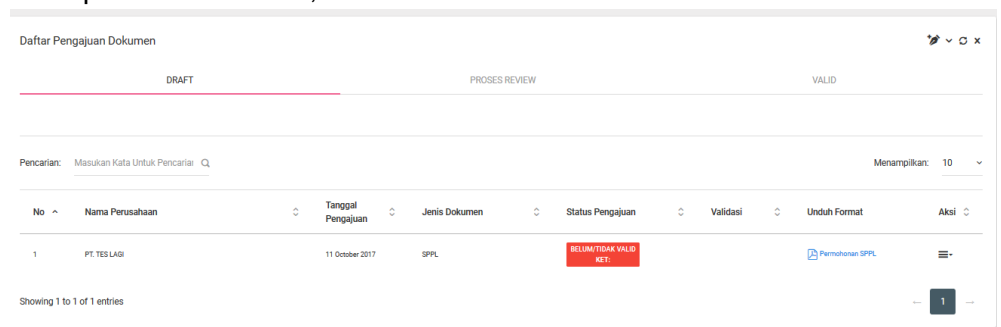 Daftar Pengajuan Dokumen
DRAFT PROSES REVIEW VALID
Pencarian: Masukan Kata Untuk Pencaria Menampilkan: 10
No Nama Perusahaan Tanggal Pengajuan Jenis Dokumen Status Pengajuan Validasi Unduh Format Aksi
1 PT. TES LAGI 11 October 2017 SPPL BELUM/TIDAK VALID KET: Permohonan SPPL
Showing 1 to 1 of 1 entries 1